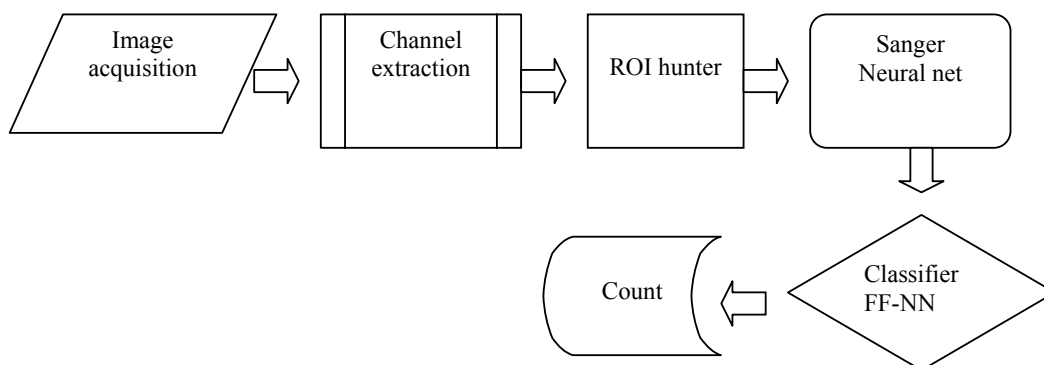 Image
acquisition
Channel
extraction
ROI hunter
Sanger
Neural net
Classifier
FF-NN
Count